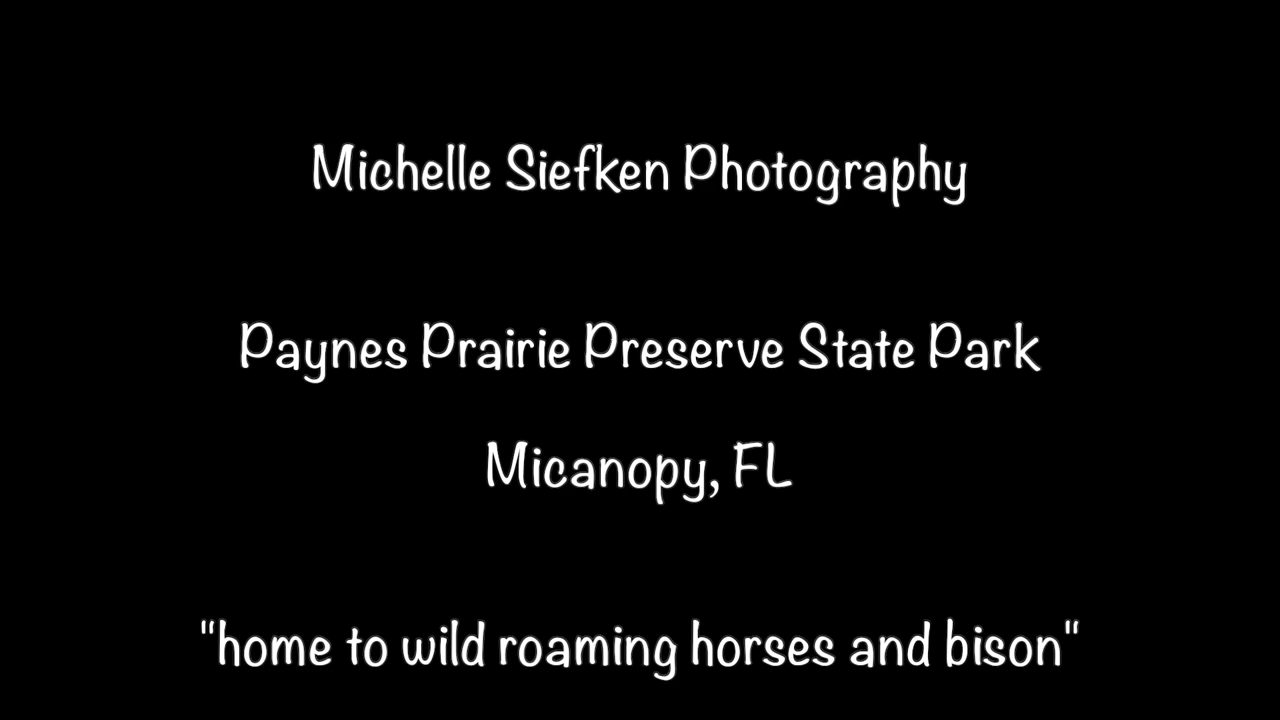 Michelle Siefken Photography
Paynes Prairie Preserve State Park
Micanopy, FL
"home to wild roaming horses and bison"